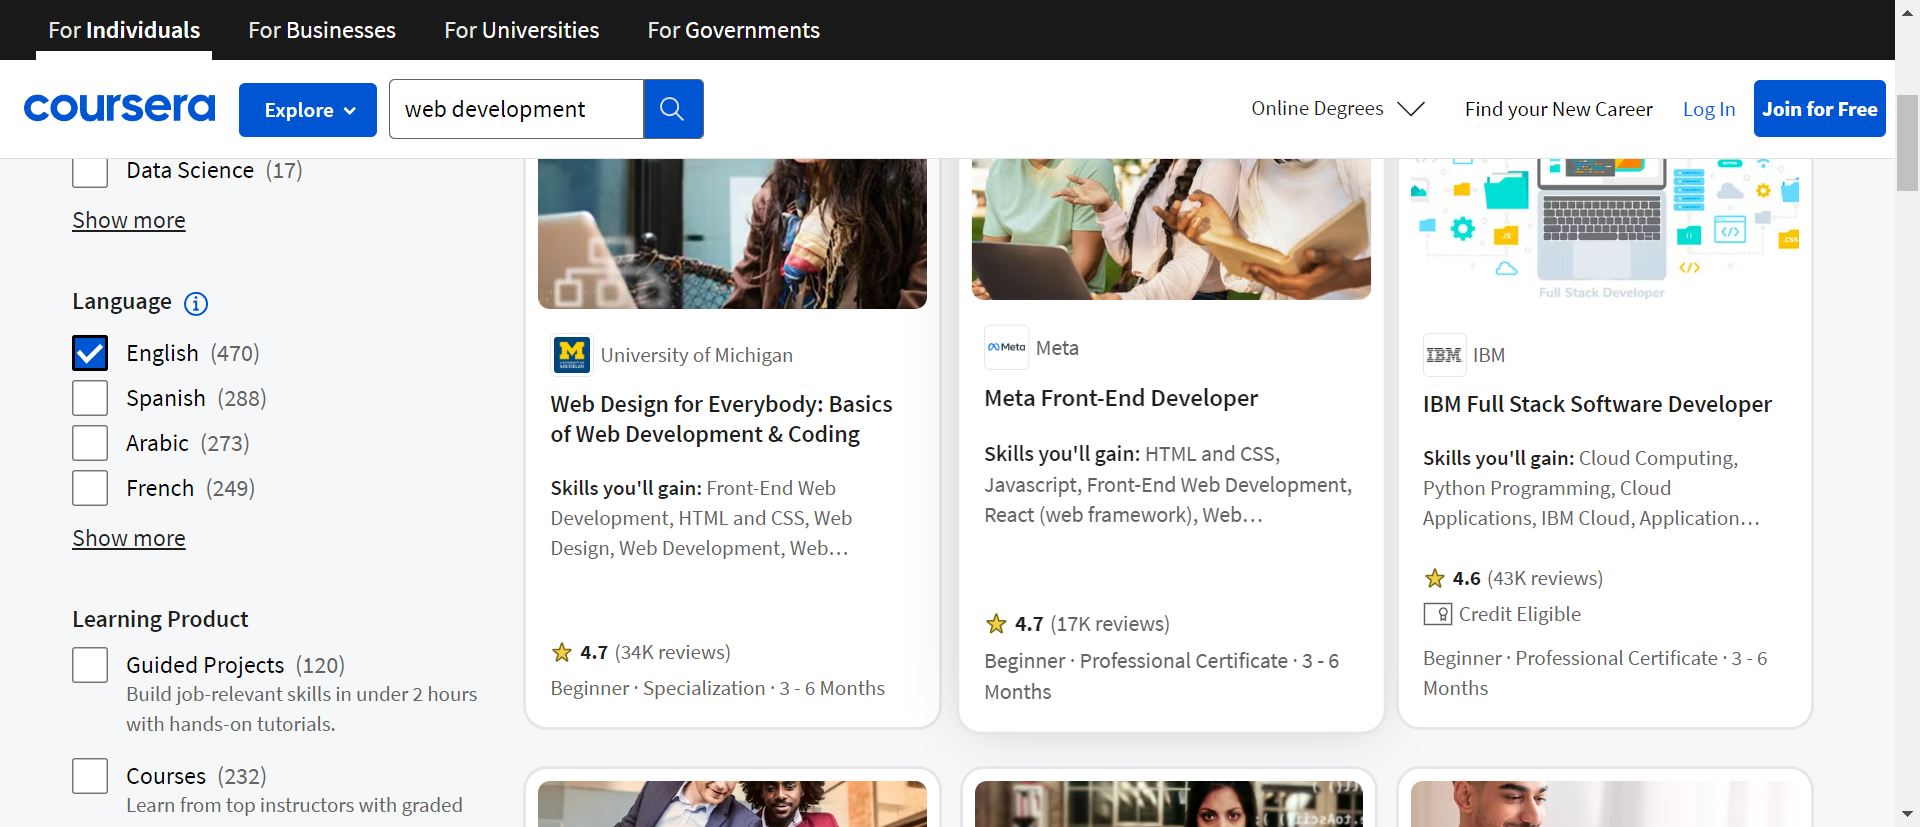 For Individuals
For Businesses
For Universities
For Governments
coursera
Explore
web development
Online Degrees
Find your New Career
Log In
Join for Free
Data Science (17)
Show more
Language
English (470)
Spanish (288)
Arabic (273)
French (249)
Show more
Learning Product
Guided Projects (120)
Build job-relevant skills in under 2 hours
with hands-on tutorials.
Courses (232)
Learn from top instructors with graded
M
UNIVERSITY OF
MICHIGAN
University of Michigan
Web Design for Everybody: Basics
of Web Development & Coding
Skills you'll gain: Front-End Web
Development, HTML and CSS, Web
Design, Web Development, Web…
4.7 (34K reviews)
Beginner · Specialization · 3 - 6 Months
Meta
Meta
Meta Front-End Developer
Skills you'll gain: HTML and CSS,
Javascript, Front-End Web Development,
React (web framework), Web…
4.7 (17K reviews)
Beginner · Professional Certificate · 3 - 6
Months
.JS
</>
</>
.CSS
Full Stack Developer
IBM
IBM
IBM Full Stack Software Developer
Skills you'll gain: Cloud Computing,
Python Programming, Cloud
Applications, IBM Cloud, Application…
4.6 (43K reviews)
Credit Eligible
Beginner · Professional Certificate · 3 - 6
Months